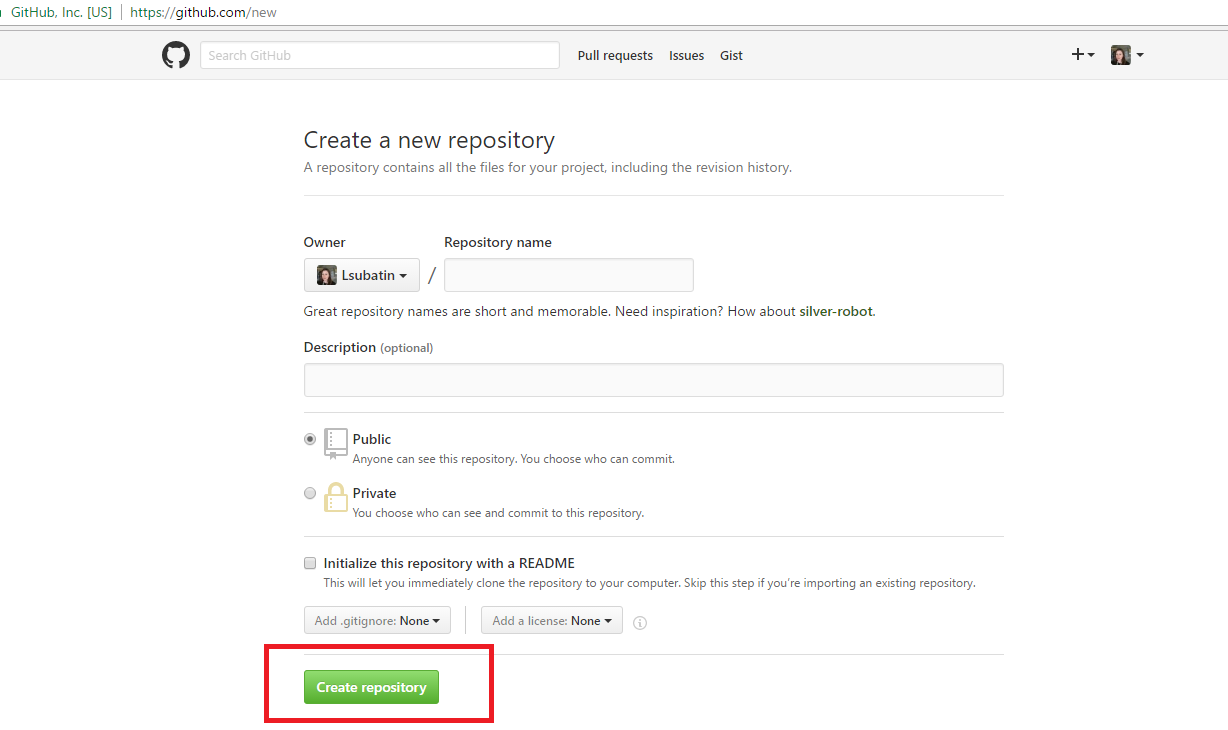 GitHub, Inc. [US] https://github.com/new
Search GitHub Pull requests Issues Gist
Create a new repository
A repository contains all the files for your project, including the revision history.
Owner Repository name
Lsubatin /
Great repository names are short and memorable. Need inspiration? How about silver-robot.
Description (optional)
Public
Anyone can see this repository. You choose who can commit.
Private
You choose who can see and commit to this repository.
Initialize this repository with a README
This will let you immediately clone the repository to your computer. Skip this step if you’re importing an existing repository.
Add .gitignore: None Add a license: None
Create repository